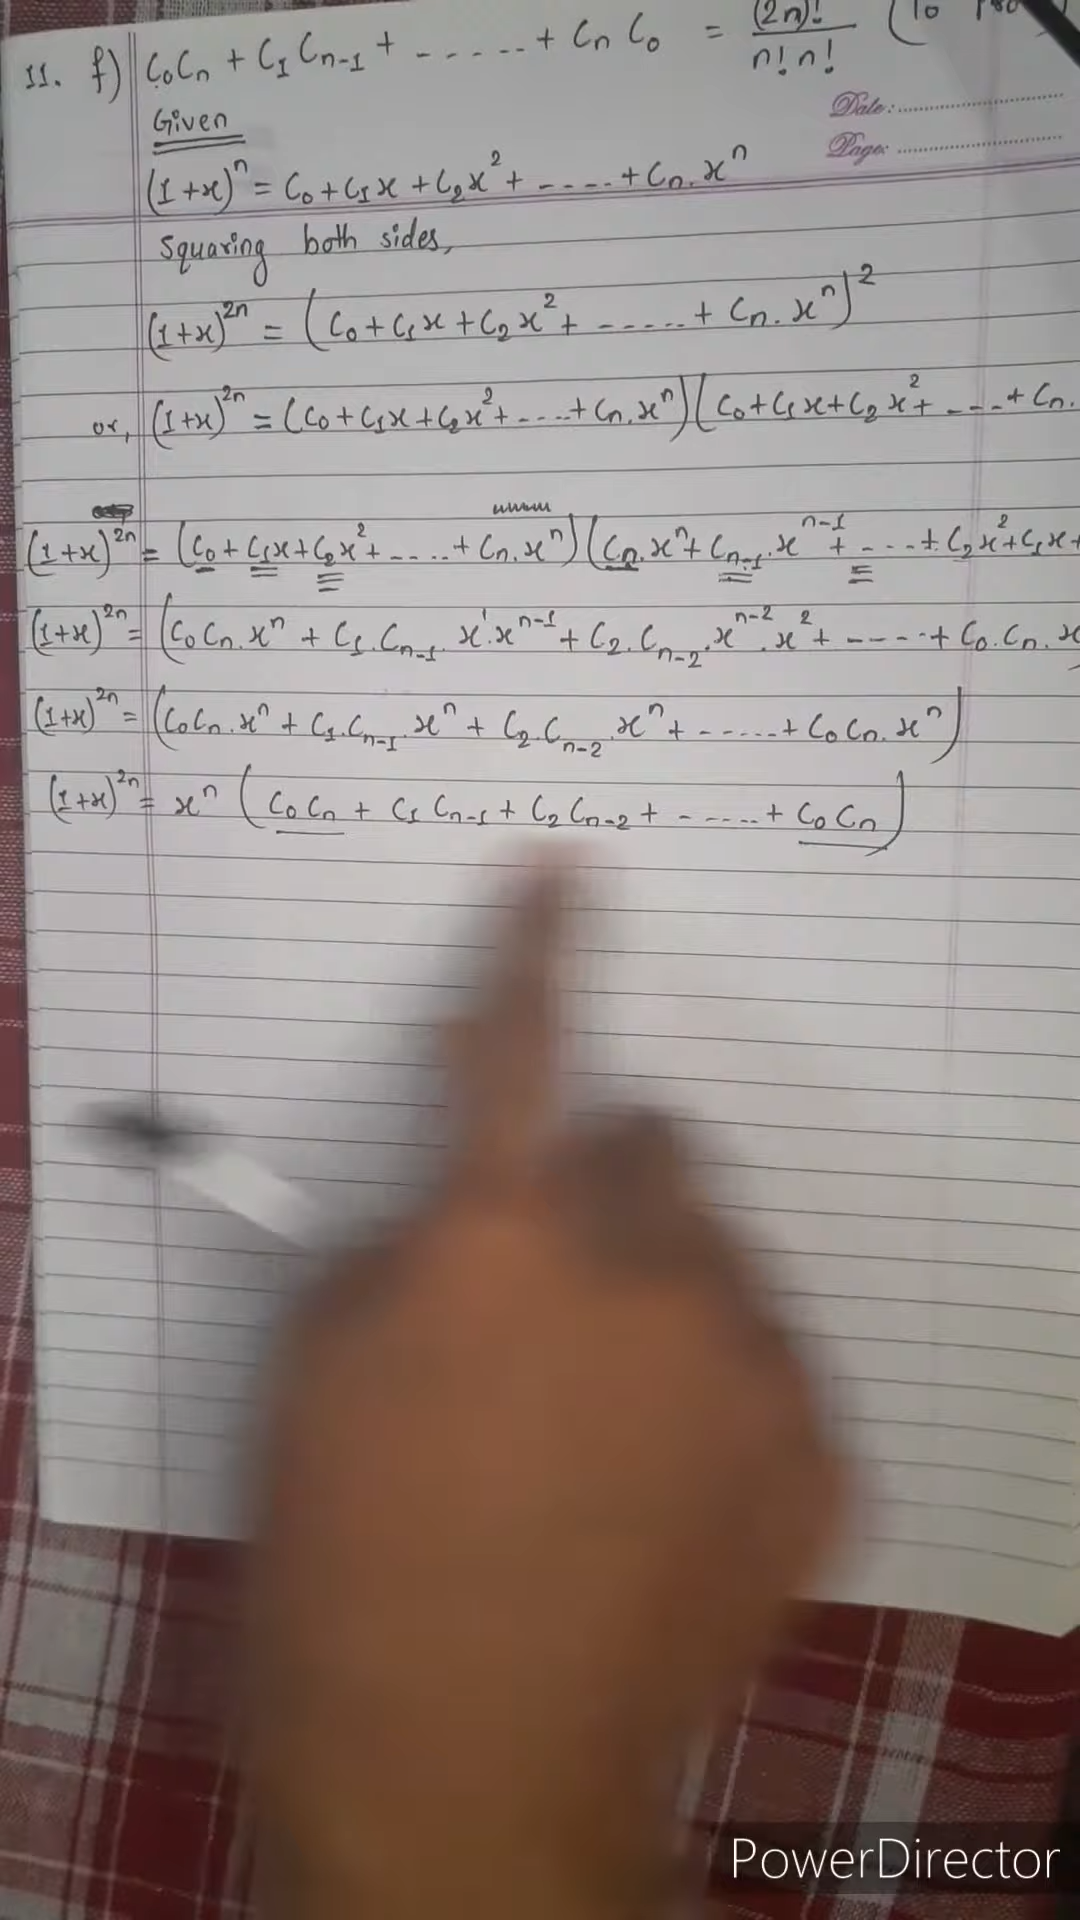 11. f) C₀Cₙ + C₁Cₙ₋₁ + ...... + CₙC₀ = (2n)!/n!n! (To
Date:
Page:
Given
(1+x)ⁿ = C₀ + C₁x + C₂x² + ...... + Cₙ.xⁿ
Squaring both sides,
(1+x)²ⁿ = (C₀ + C₁x + C₂x² + ...... + Cₙ.xⁿ)²
or, (1+x)²ⁿ = (C₀ + C₁x + C₂x² + ..... + Cₙ.xⁿ)(C₀ + C₁x + C₂x² + ..... + Cₙ.
(1+x)²ⁿ = (C₀ + C₁x + C₂x² + ..... + Cₙ.xⁿ)(Cₙ.xⁿ + Cₙ₋₁.xⁿ⁻¹ + ..... + C₂x² + C₁x +
(1+x)²ⁿ = (C₀Cₙ.xⁿ + C₁.Cₙ₋₁.x¹.xⁿ⁻¹ + C₂.Cₙ₋₂.xⁿ⁻².x² + ..... + C₀.Cₙ.x
(1+x)²ⁿ = (C₀Cₙ.xⁿ + C₁.Cₙ₋₁.xⁿ + C₂.Cₙ₋₂.xⁿ + ...... + C₀Cₙ.xⁿ)
(1+x)²ⁿ = xⁿ (C₀Cₙ + C₁Cₙ₋₁ + C₂Cₙ₋₂ + ...... + C₀Cₙ)
PowerDirector